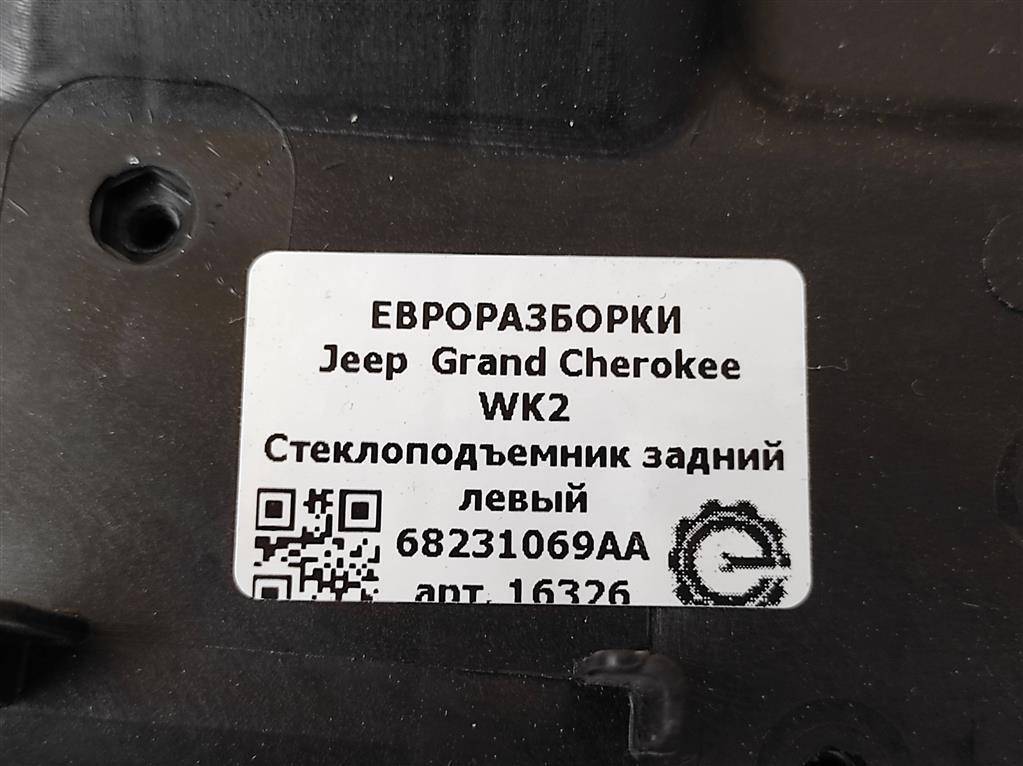 ЕВРОРАЗБОРКИ
Jeep Grand Cherokee
WK2
Стеклоподъемник задний
левый
68231069AA
арт. 16326